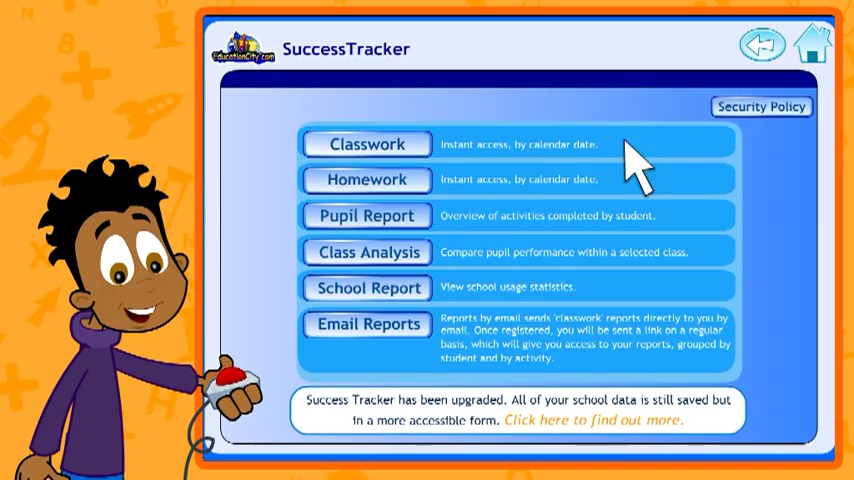 EducationCity.com
SuccessTracker
Security Policy
Classwork
Instant access, by calendar date.
Homework
Instant access, by calendar date.
Pupil Report
Overview of activities completed by student.
Class Analysis
Compare pupil performance within a selected class.
School Report
View school usage statistics.
Email Reports
Reports by email sends 'classwork' reports directly to you by
email. Once registered, you will be sent a link on a regular
basis, which will give you access to your reports, grouped by
student and by activity.
Success Tracker has been upgraded. All of your school data is still saved but
in a more accessible form. Click here to find out more.